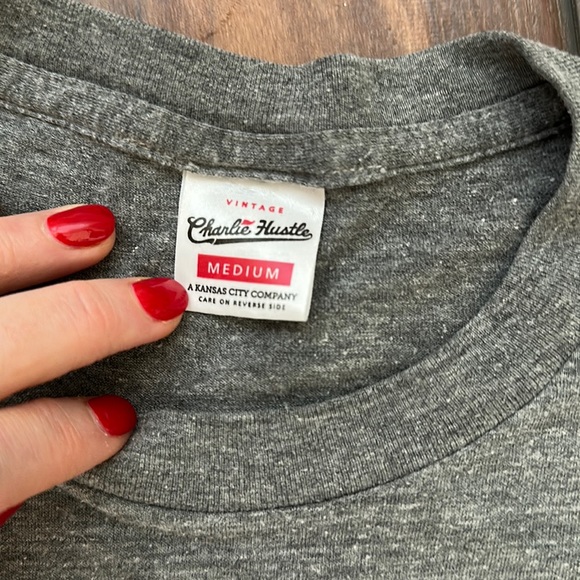 VINTAGE
Charlie Hustle
MEDIUM
A KANSAS CITY COMPANY
CARE ON REVERSE SIDE